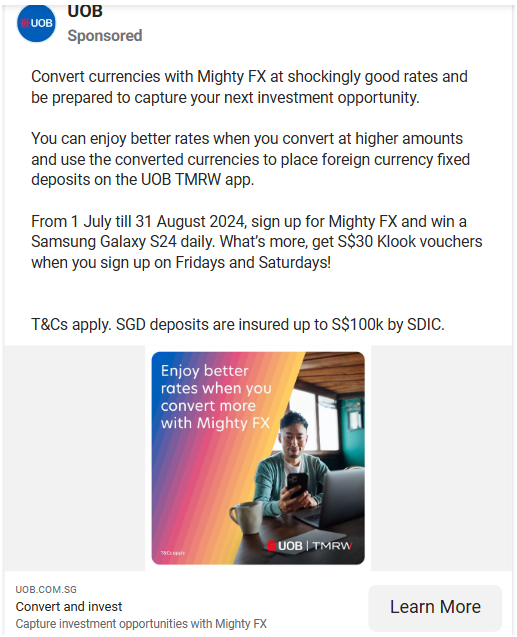 UOB
UOB
Sponsored
Convert currencies with Mighty FX at shockingly good rates and
be prepared to capture your next investment opportunity.
You can enjoy better rates when you convert at higher amounts
and use the converted currencies to place foreign currency fixed
deposits on the UOB TMRW app.
From 1 July till 31 August 2024, sign up for Mighty FX and win a
Samsung Galaxy S24 daily. What's more, get S$30 Klook vouchers
when you sign up on Fridays and Saturdays!
T&Cs apply. SGD deposits are insured up to S$100k by SDIC.
Enjoy better
rates when you
convert more
with Mighty FX
UOB | TMRW
T&Cs apply
UOB.COM.SG
Convert and invest
Capture investment opportunities with Mighty FX
Learn More